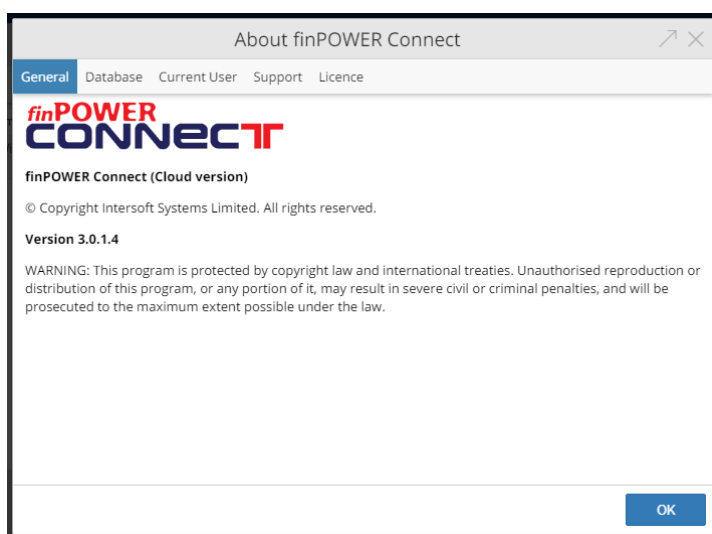 About finPOWER Connect
General Database Current User Support Licence
finPOWER
CONNECT
finPOWER Connect (Cloud version)
© Copyright Intersoft Systems Limited. All rights reserved.
Version 3.0.1.4
WARNING: This program is protected by copyright law and international treaties. Unauthorised reproduction or
distribution of this program, or any portion of it, may result in severe civil or criminal penalties, and will be
prosecuted to the maximum extent possible under the law.
OK